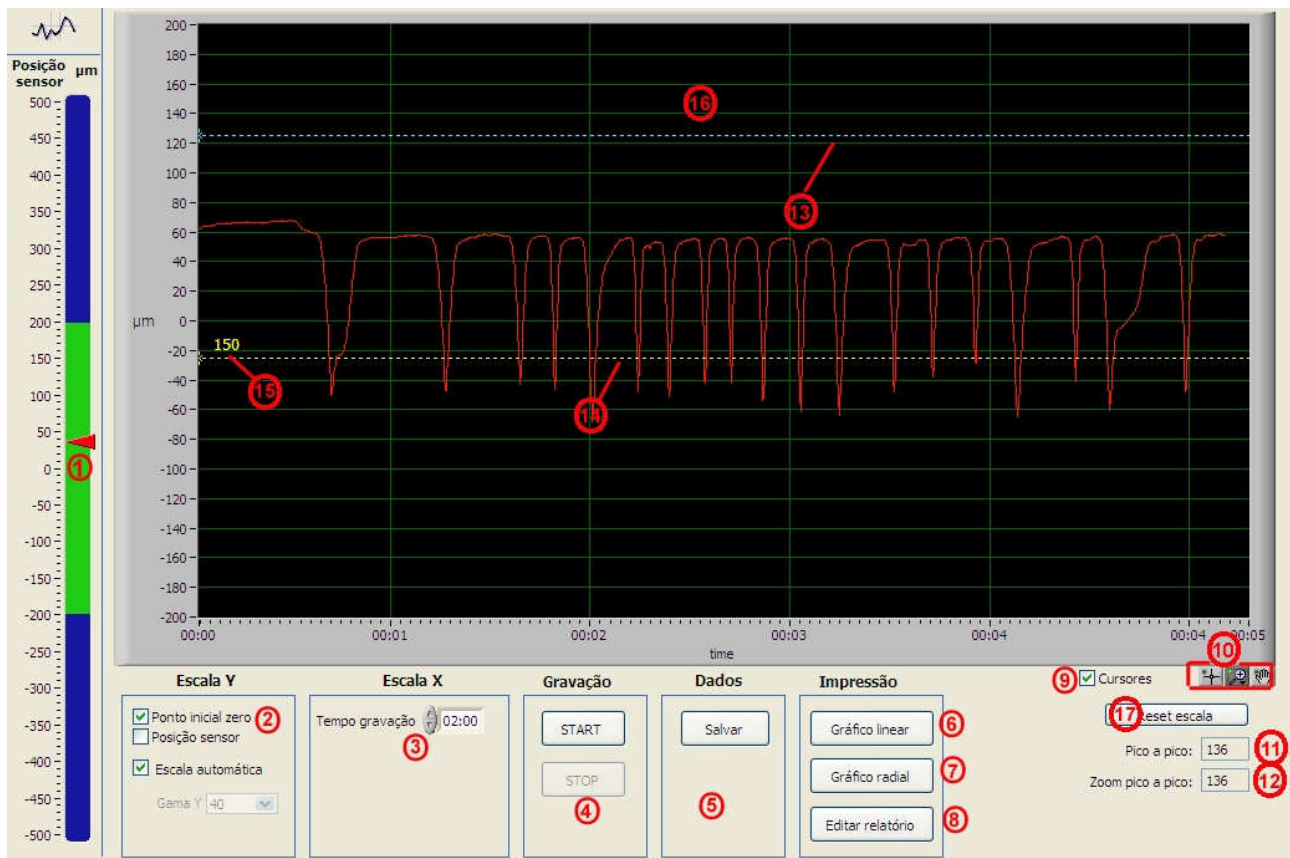 Posição µm
sensor
500
450
400
350
300
250
200
150
100
50
0
-50
-100
-150
-200
-250
-300
-350
-400
-450
-500
1
200
180
160
140
120
100
80
60
40
20
µm 0
-20
-40
-60
-80
-100
-120
-140
-160
-180
-200
16
13
150
15
14
00:00 00:01 00:02 00:03 00:04 00:04 00:05
time
10
Escala Y
Ponto inicial zero 2
Posição sensor
Escala automática
Gama Y 40
Escala X
Tempo gravação 02:00
3
Gravação
START
STOP
4
Dados
Salvar
5
Impressão
Gráfico linear 6
Gráfico radial 7
Editar relatório 8
9 Cursores
17 Reset escala
Pico a pico: 136 11
Zoom pico a pico: 136 12